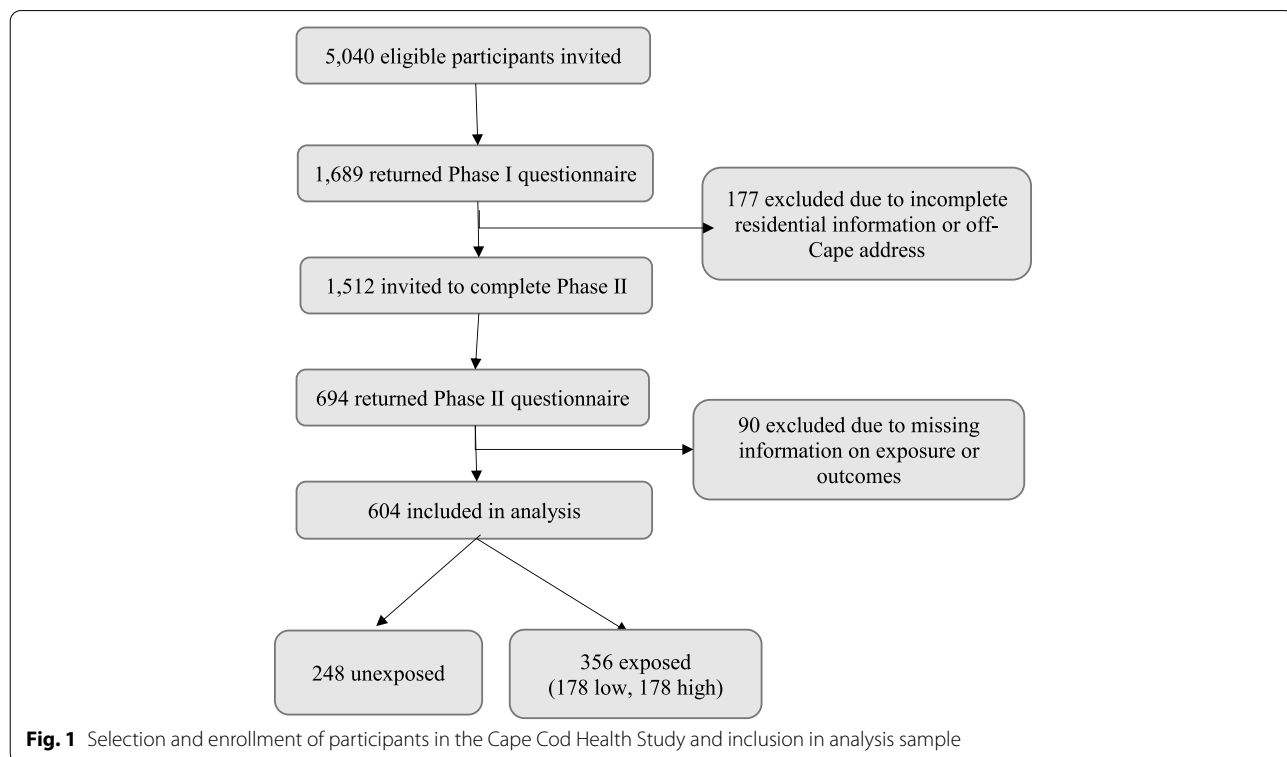 5,040 eligible participants invited
1,689 returned Phase I questionnaire
177 excluded due to incomplete
residential information or off-
Cape address
1,512 invited to complete Phase II
694 returned Phase II questionnaire
90 excluded due to missing
information on exposure or
outcomes
604 included in analysis
248 unexposed
356 exposed
(178 low, 178 high)
Fig. 1 Selection and enrollment of participants in the Cape Cod Health Study and inclusion in analysis sample